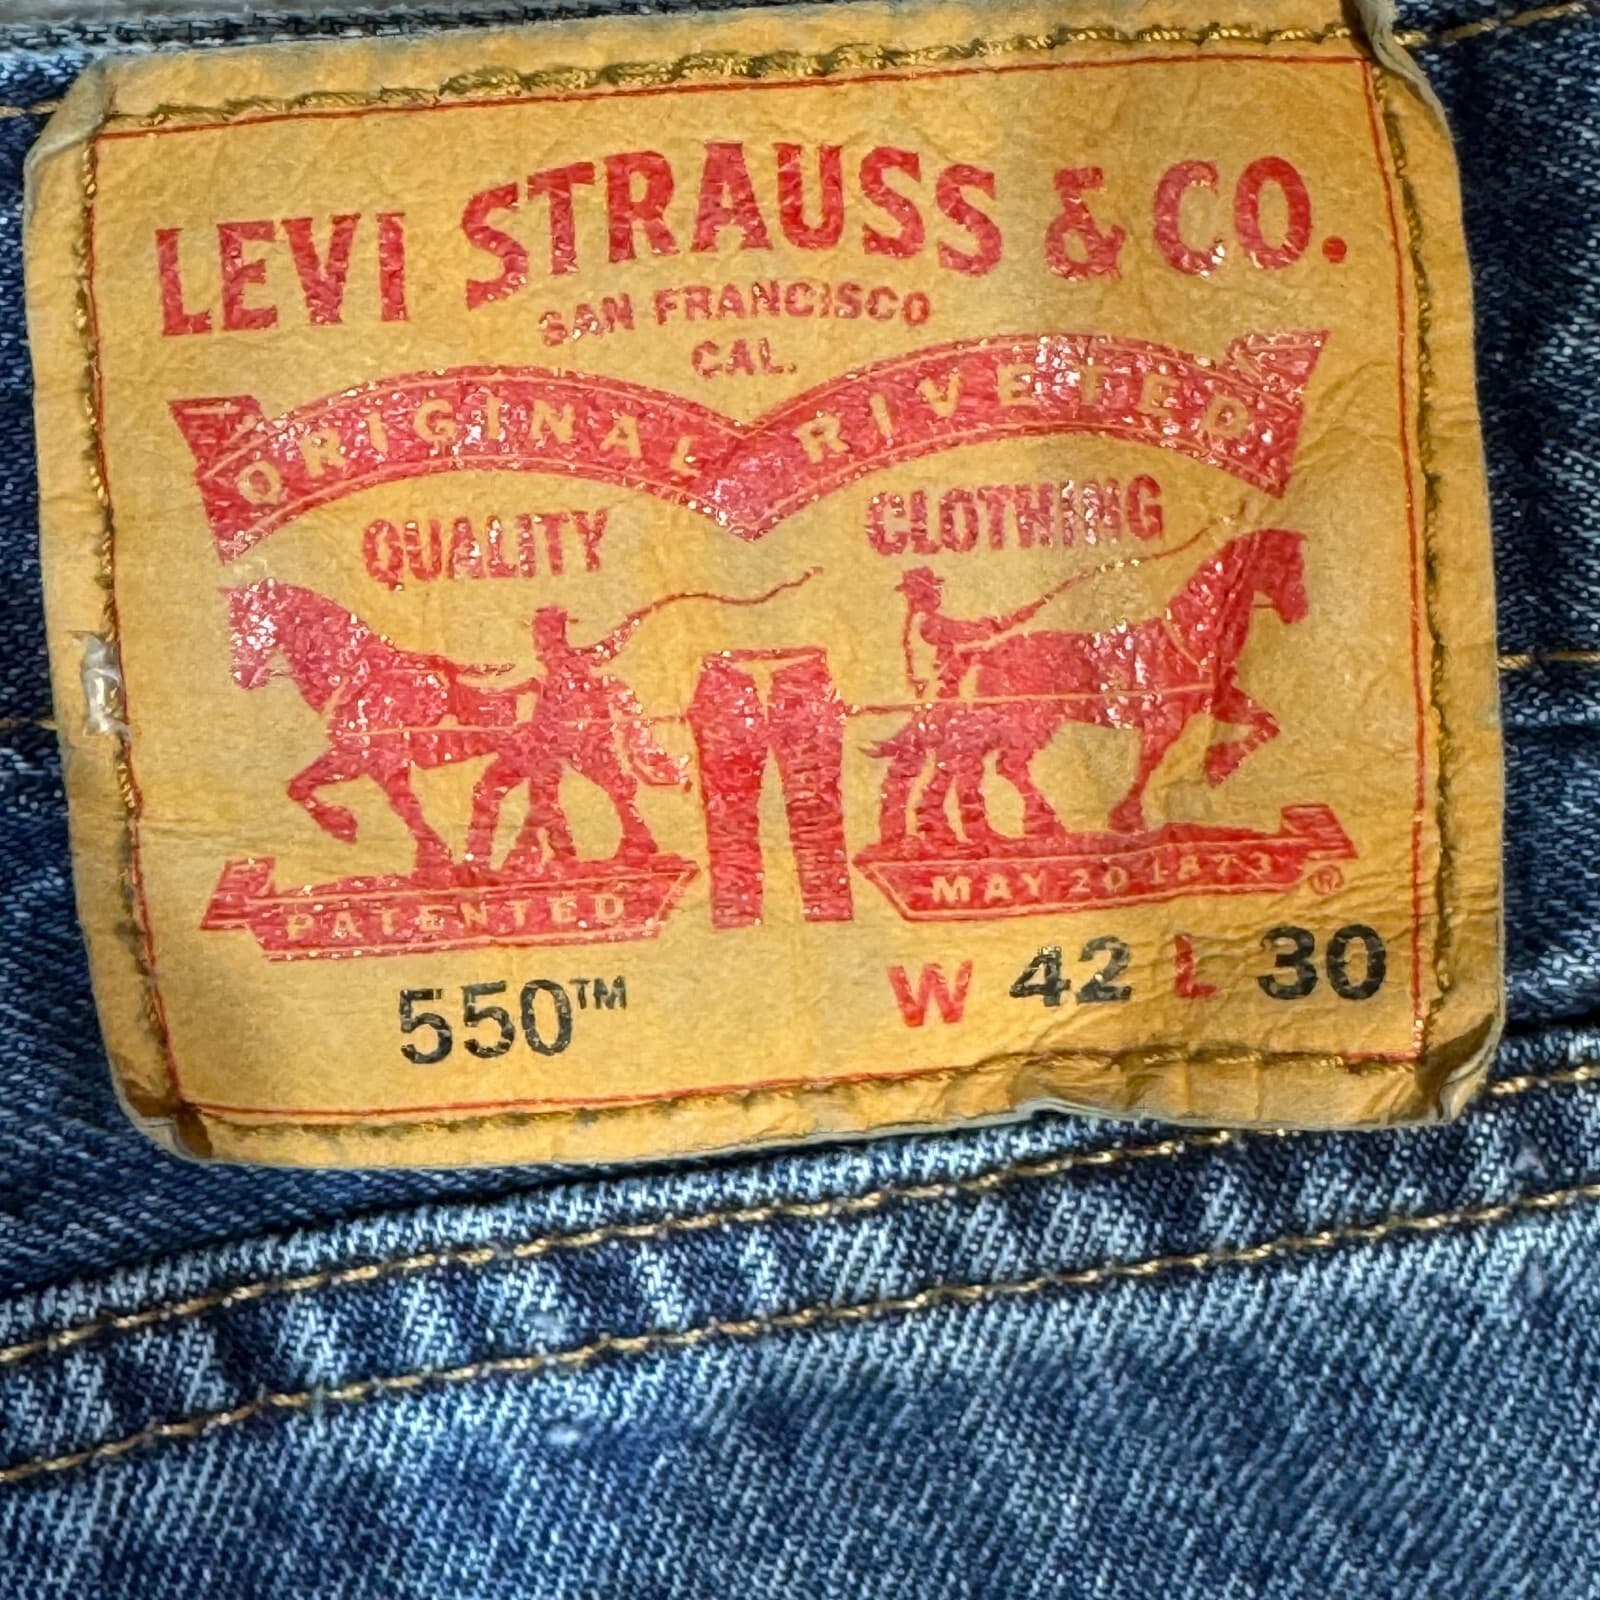 LEVI STRAUSS & CO.
SAN FRANCISCO
CAL.
ORIGINAL RIVETED
QUALITY CLOTHING
PATENTED MAY 20 1873 ®
550™ W 42 L 30